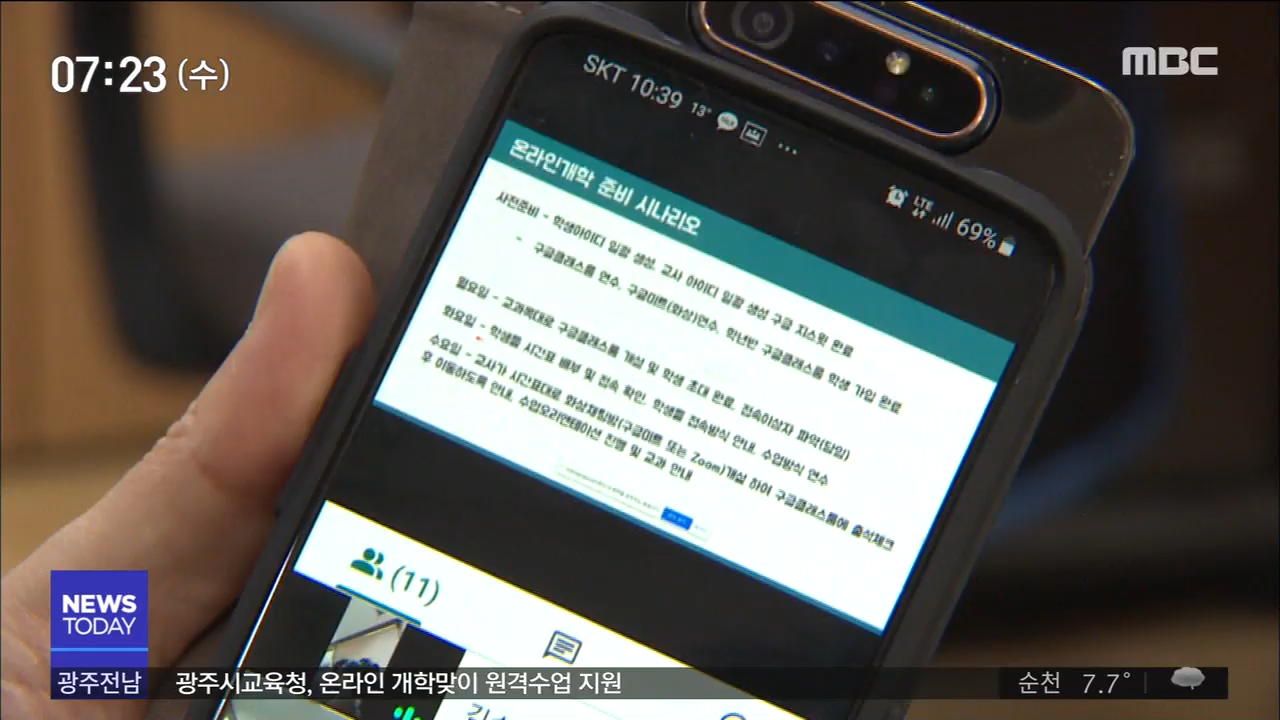 07:23 (수)
MBC
SKT 10:39 13°
LTE 69%
온라인개학 준비 시나리오
사전준비 - 학생아이디 일괄 생성, 교사 아이디 일괄 생성 구글 지스윗 완료
- 구글클래스룸 연수, 구글미트(화상)연수, 학년반 구글클래스룸 학생 가입 완료
월요일 - 교과목대로 구글클래스룸 개설 및 학생 초대 완료, 접속이상자 파악(담임)
화요일 - 학생들 시간표 배부 및 접속 확인, 학생들 접속방식 안내, 수업방식 연수
수요일 - 교사가 시간표대로 화상채팅방(구글미트 또는 Zoom)개설 하여 구글클래스룸에 출석체크
후 이동하도록 안내, 수업오리엔테이션 진행 및 교과 안내
(11)
NEWS
TODAY
광주전남
광주시교육청, 온라인 개학맞이 원격수업 지원
순천 7.7°